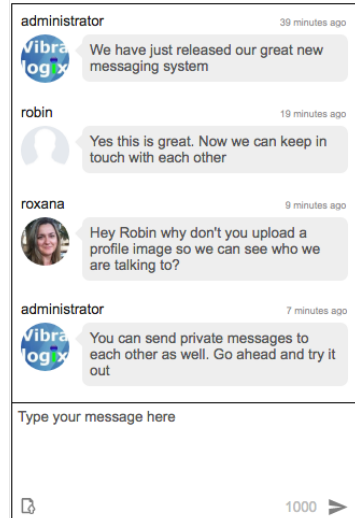 administrator
39 minutes ago
Vibra
logix
We have just released our great new
messaging system
robin
19 minutes ago
Yes this is great. Now we can keep in
touch with each other
roxana
9 minutes ago
Hey Robin why don't you upload a
profile image so we can see who we
are talking to?
administrator
7 minutes ago
Vibra
logix
You can send private messages to
each other as well. Go ahead and try it
out
Type your message here
1000